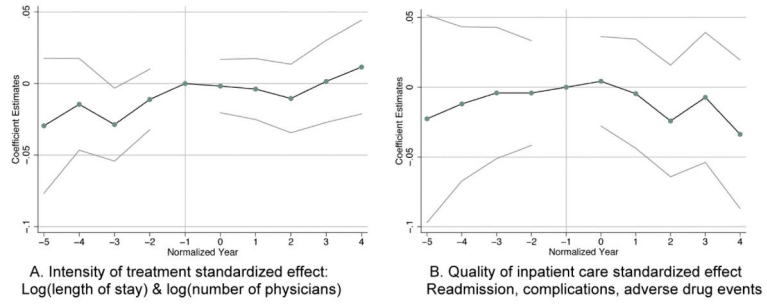 .05
0
-.05
-.1
Coefficient Estimates
-5 -4 -3 -2 -1 0 1 2 3 4
Normalized Year
A. Intensity of treatment standardized effect:
Log(length of stay) & log(number of physicians)
.05
0
-.05
-.1
Coefficient Estimates
-5 -4 -3 -2 -1 0 1 2 3 4
Normalized Year
B. Quality of inpatient care standardized effect
Readmission, complications, adverse drug events